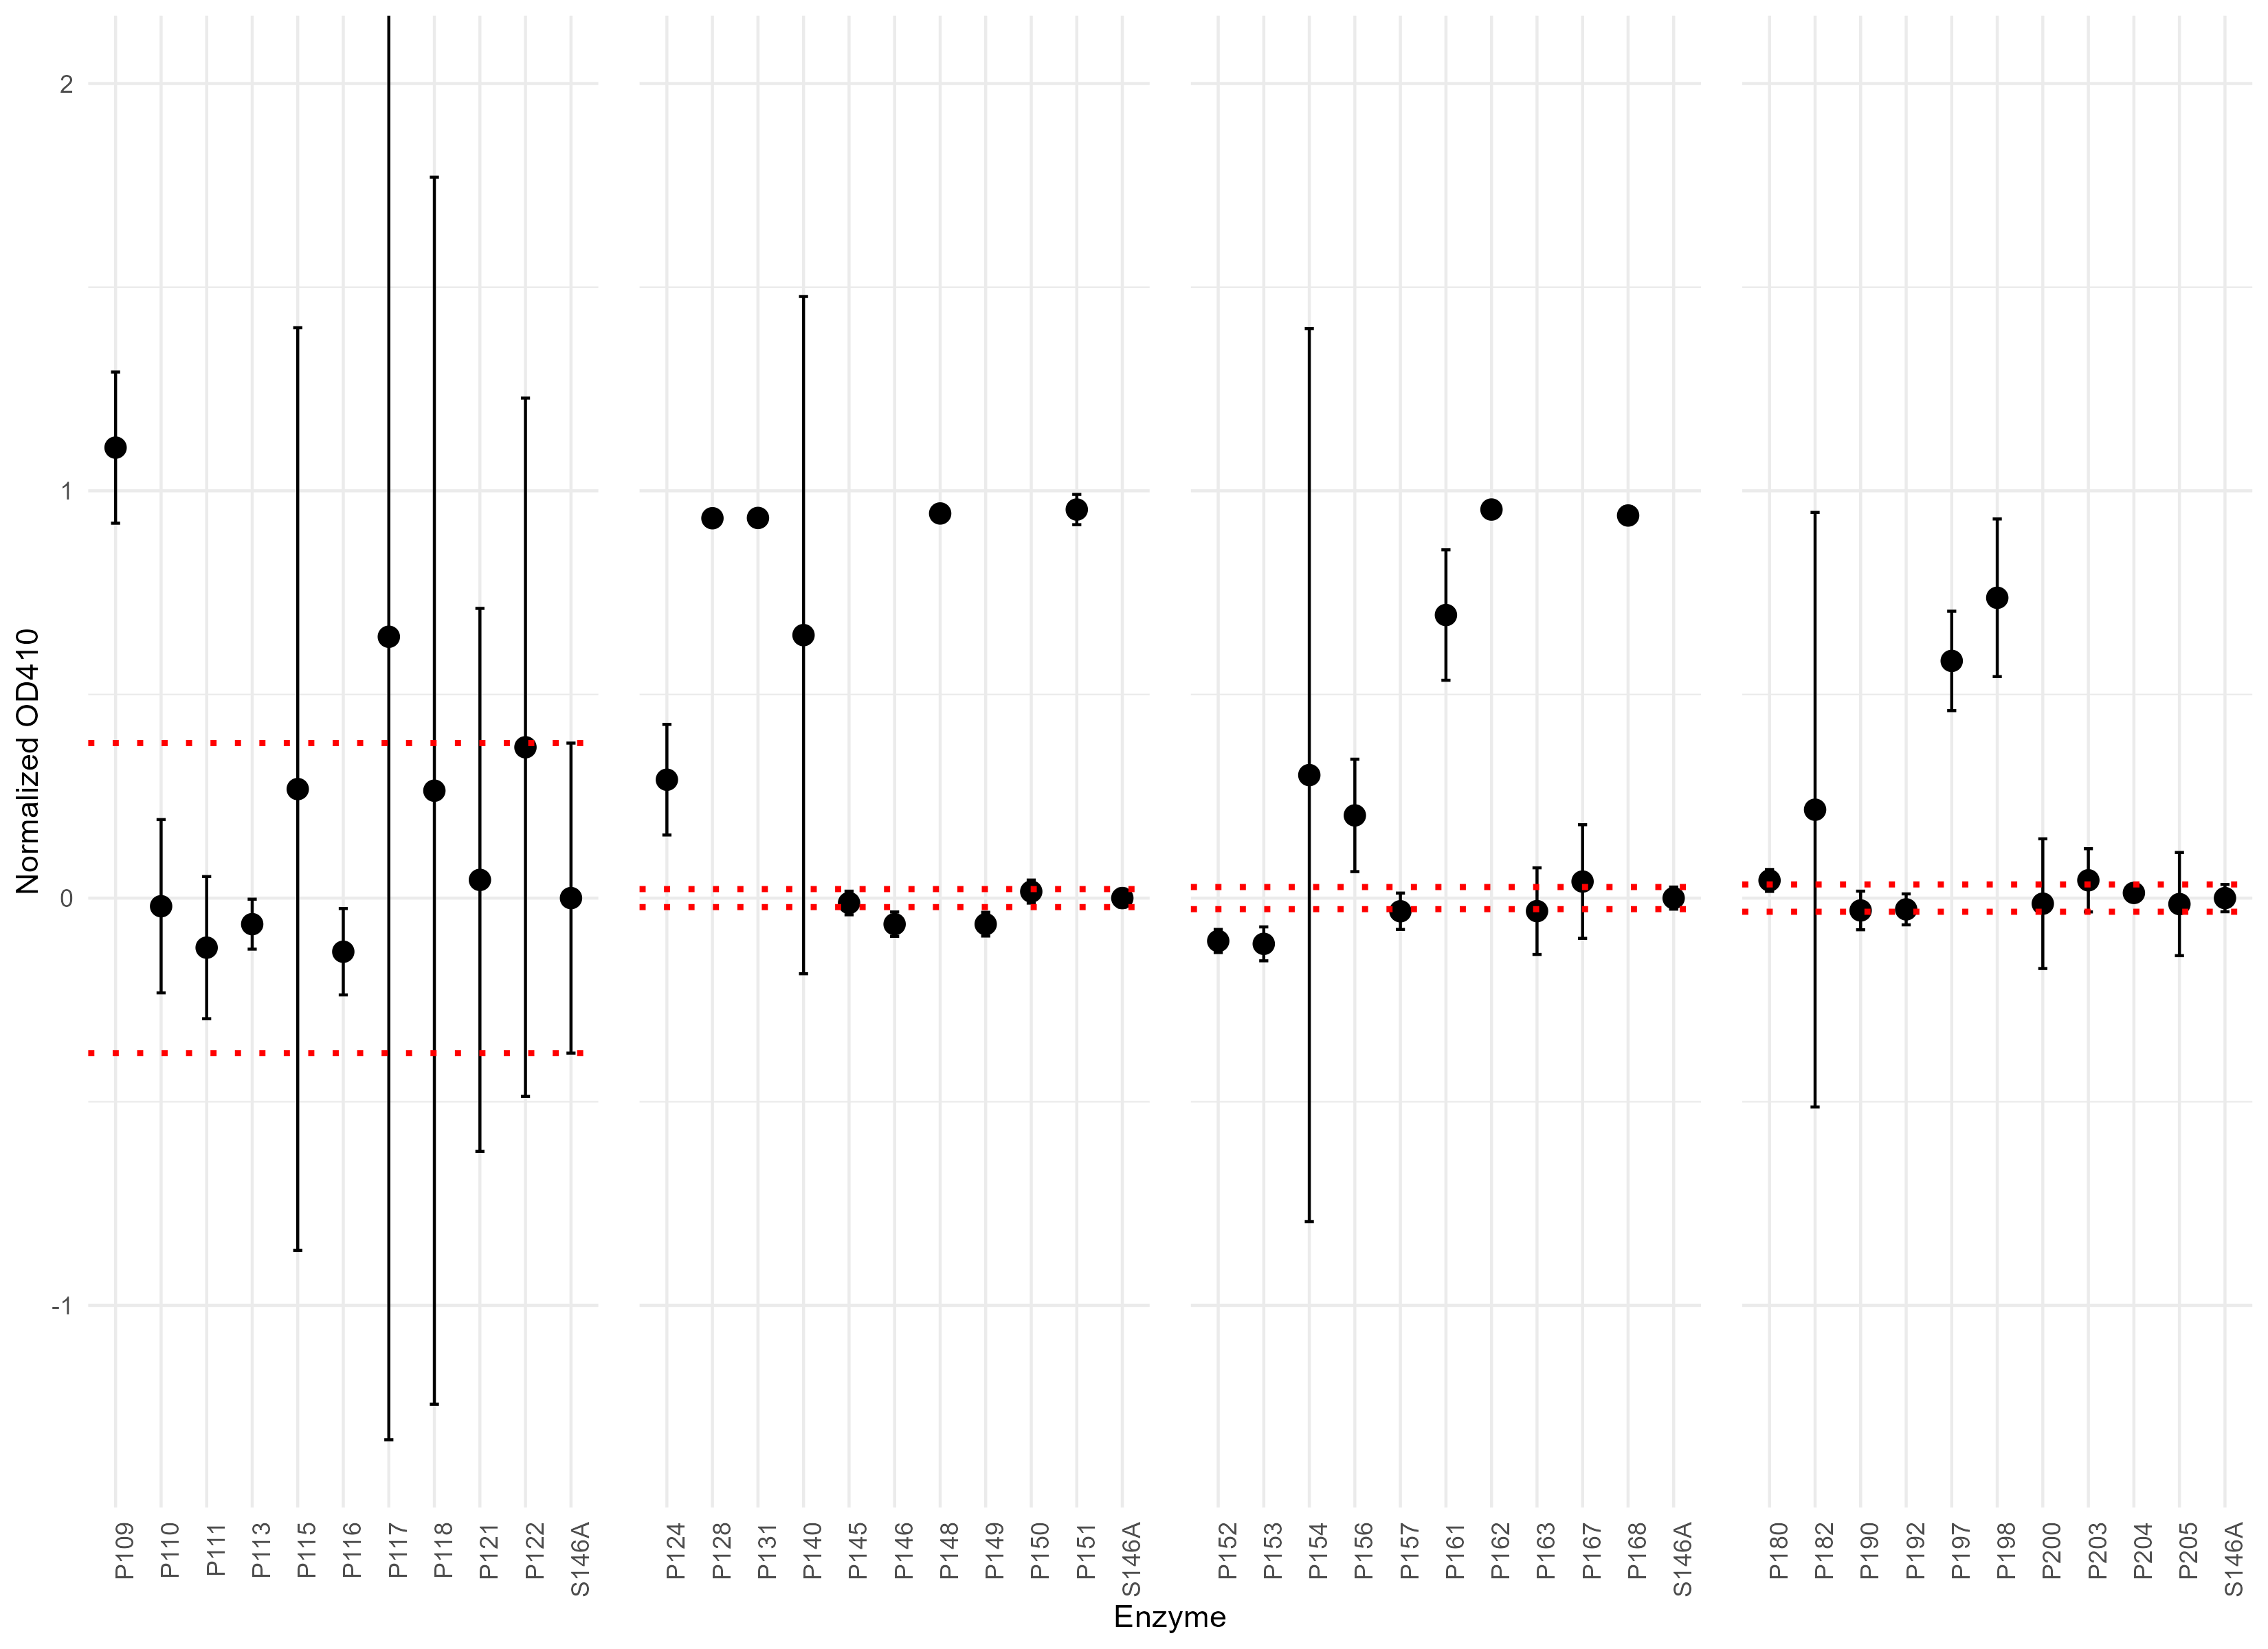 Normalized OD410
2
1
0
-1
P109 P110 P111 P113 P115 P116 P117 P118 P121 P122 S146A
P124 P128 P131 P140 P145 P146 P148 P149 P150 P151 S146A
P152 P153 P154 P156 P157 P161 P162 P163 P167 P168 S146A
P180 P182 P190 P192 P197 P198 P200 P203 P204 P205 S146A
Enzyme